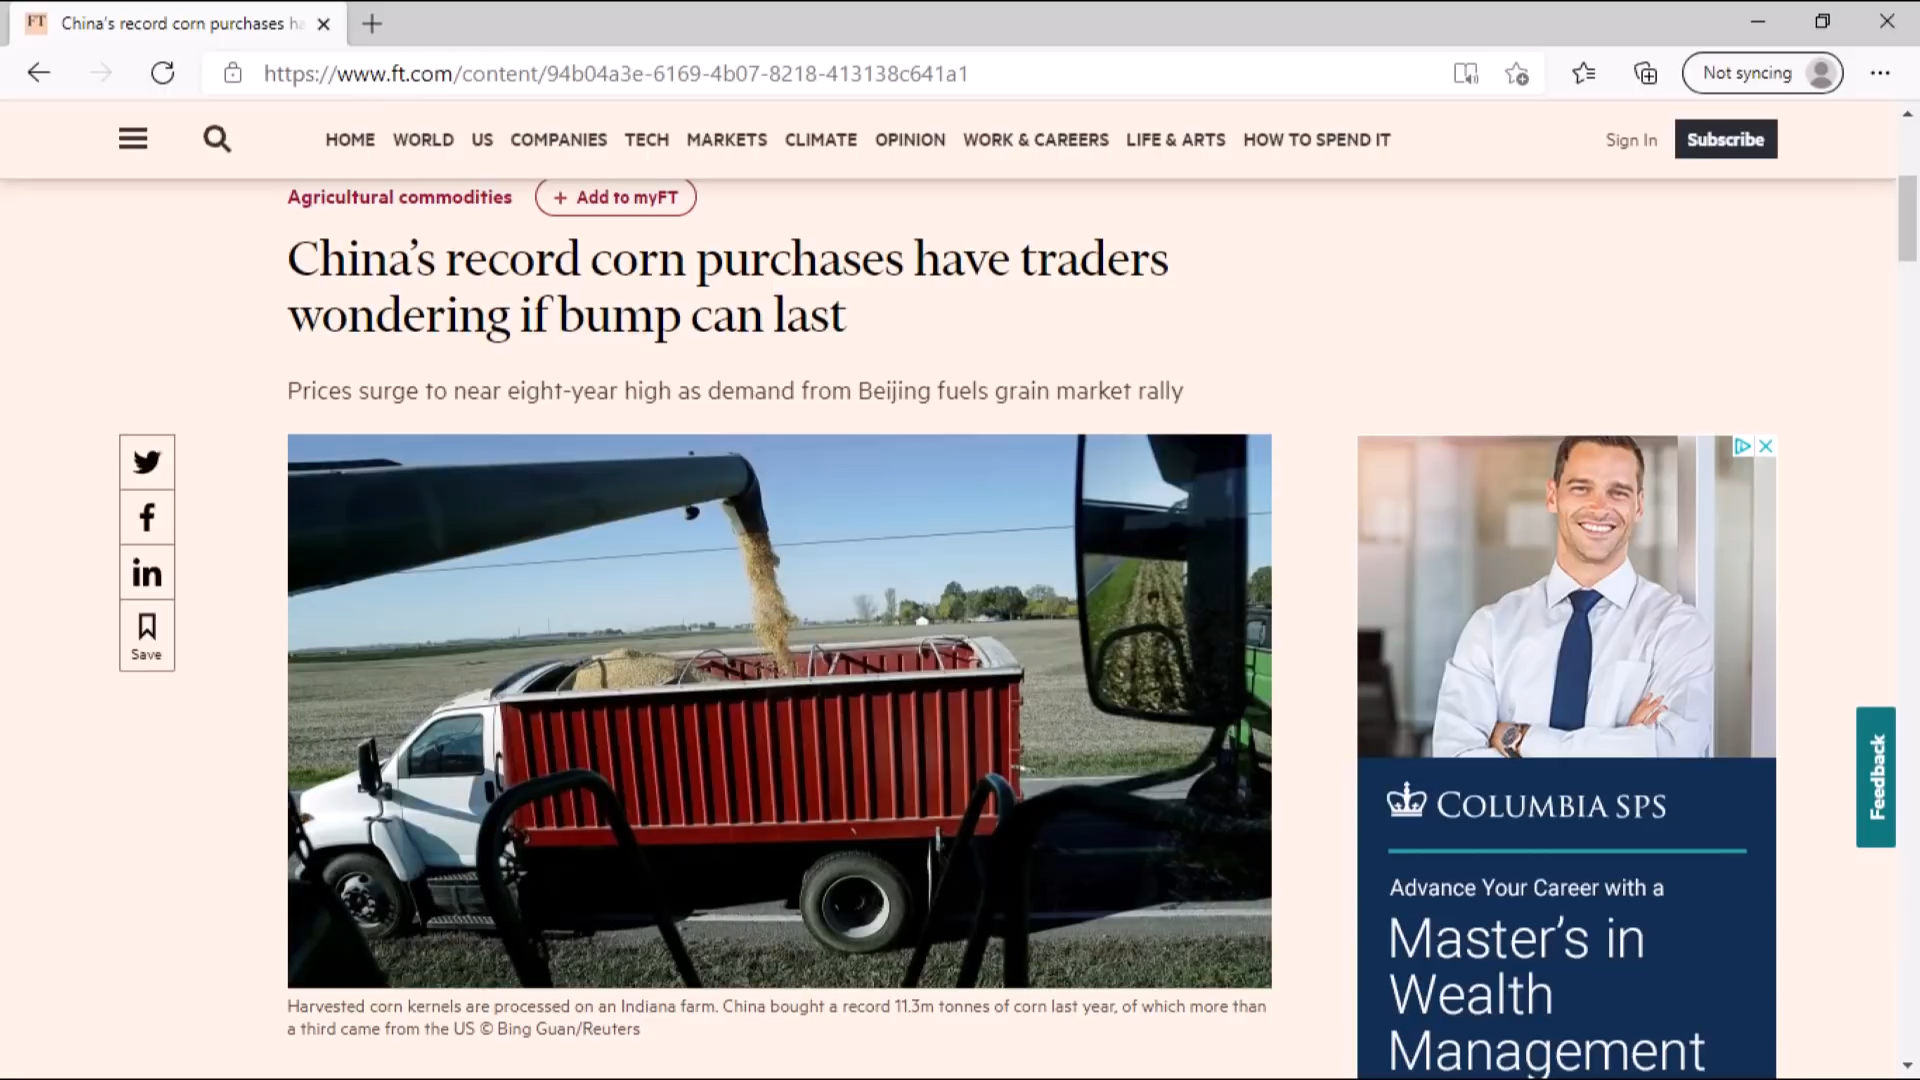 FT China's record corn purchases ha
https://www.ft.com/content/94b04a3e-6169-4b07-8218-413138c641a1
Not syncing
HOME WORLD US COMPANIES TECH MARKETS CLIMATE OPINION WORK & CAREERS LIFE & ARTS HOW TO SPEND IT
Sign In
Subscribe
Agricultural commodities
+ Add to myFT
China's record corn purchases have traders
wondering if bump can last
Prices surge to near eight-year high as demand from Beijing fuels grain market rally
Save
Harvested corn kernels are processed on an Indiana farm. China bought a record 11.3m tonnes of corn last year, of which more than
a third came from the US © Bing Guan/Reuters
COLUMBIA SPS
Advance Your Career with a
Master's in
Wealth
Management
Feedback